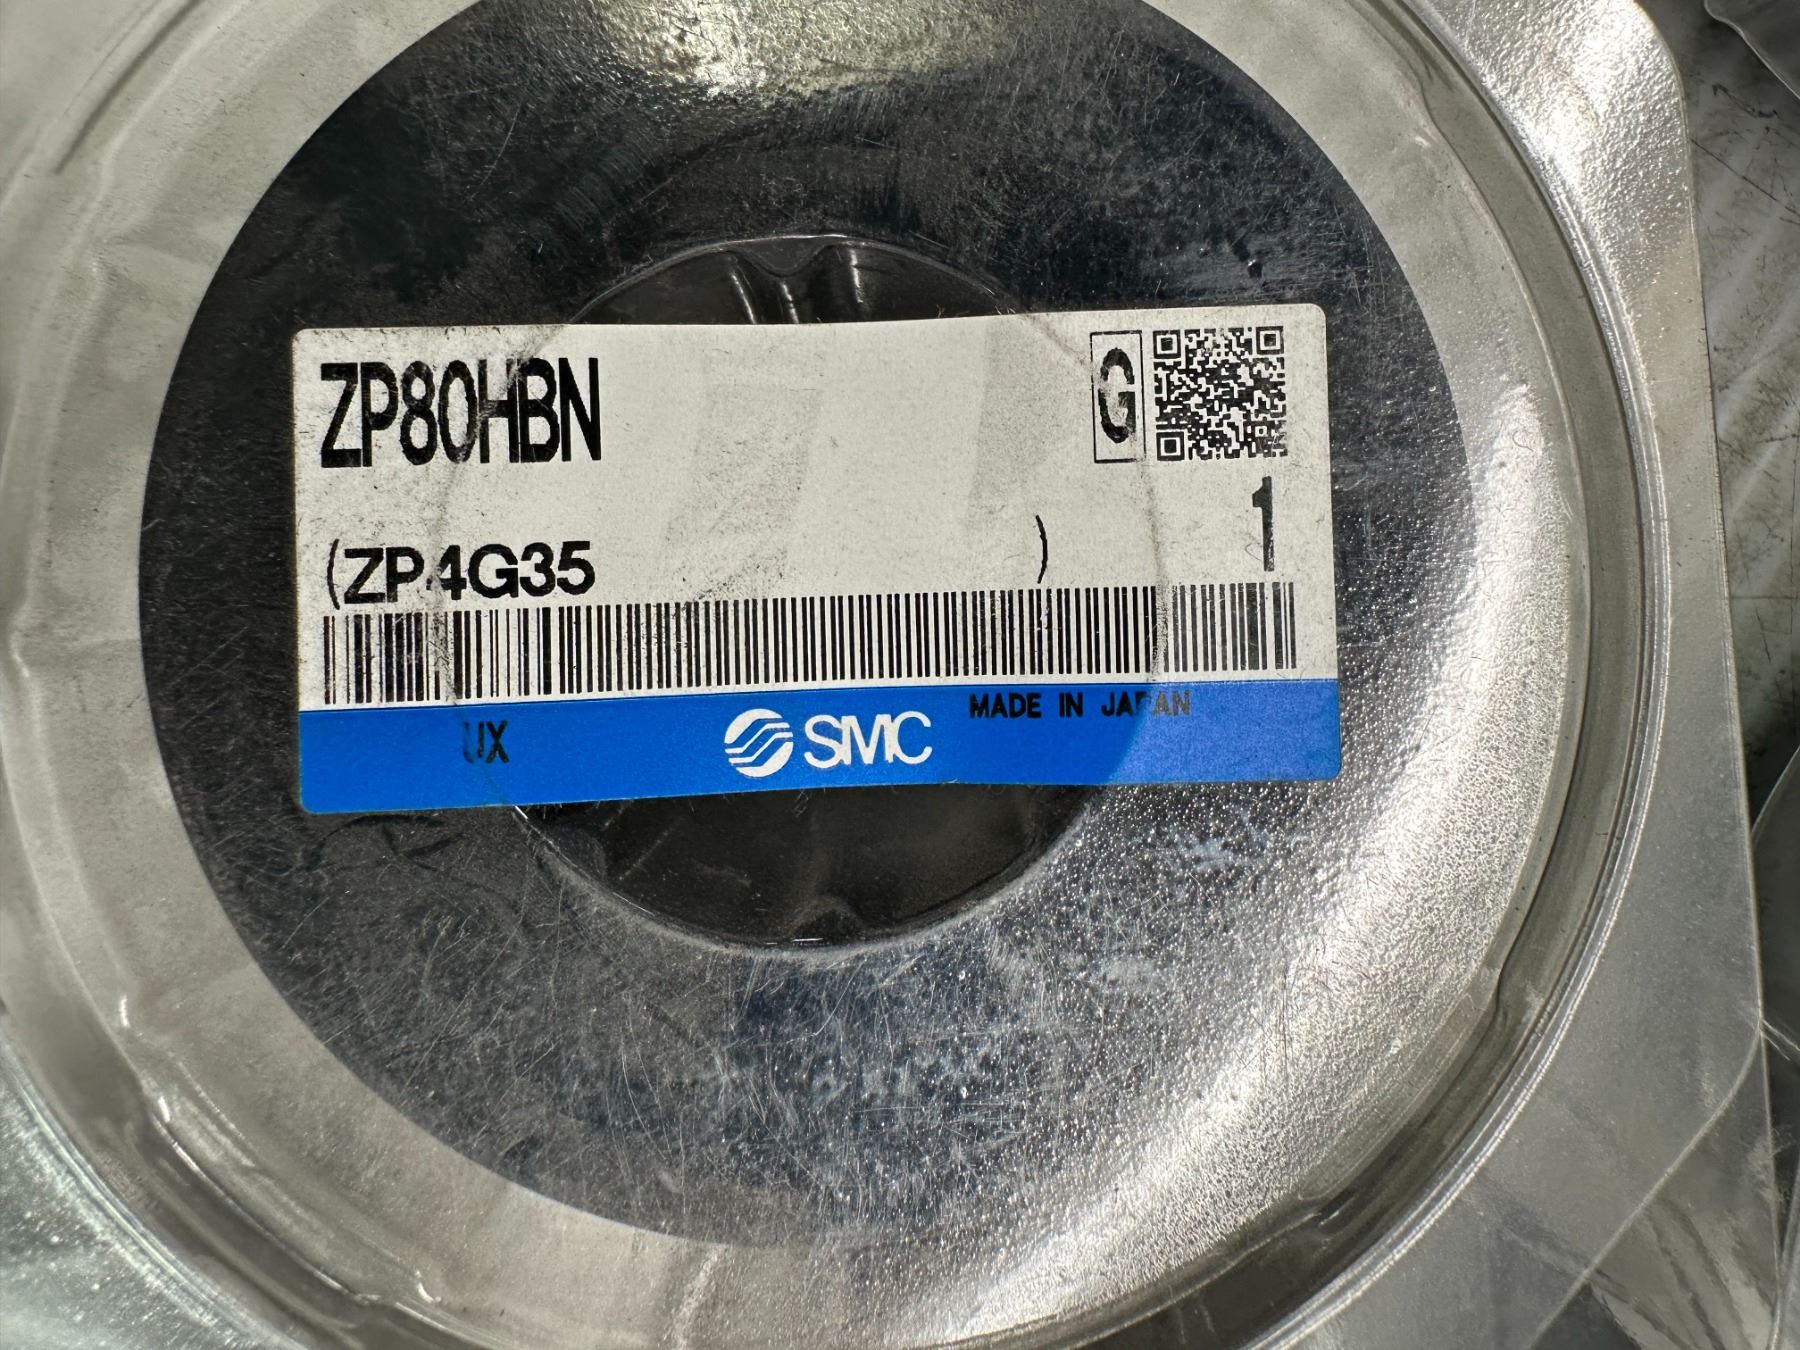 ZP80HBN
G
(ZP4G35 )
1
UX
SMC
MADE IN JAPAN